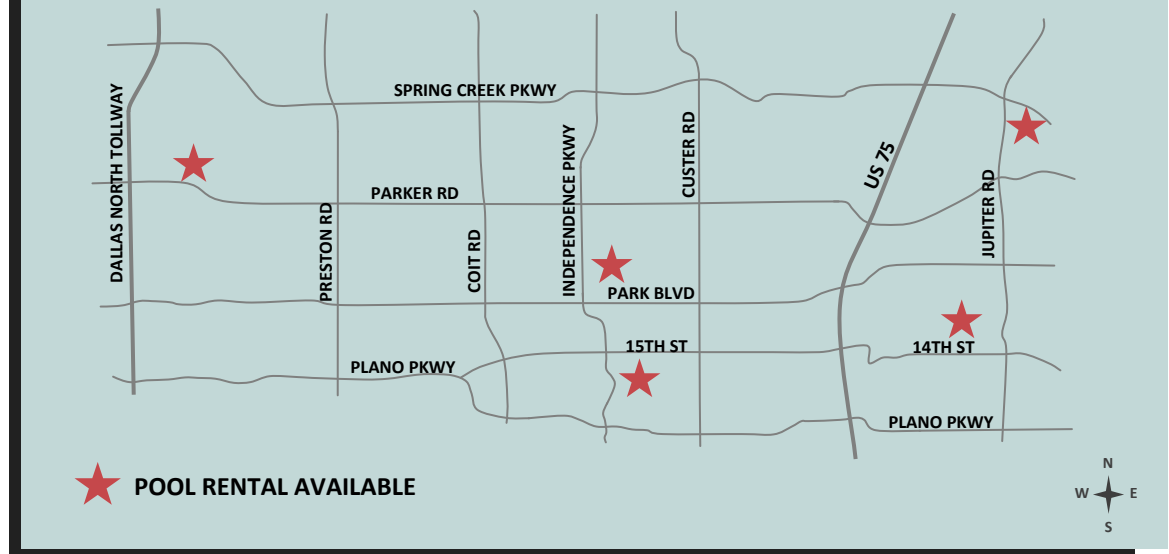 SPRING CREEK PKWY
DALLAS NORTH TOLLWAY
PARKER RD
PRESTON RD
COIT RD
INDEPENDENCE PKWY
CUSTER RD
US 75
JUPITER RD
PARK BLVD
15TH ST
14TH ST
PLANO PKWY
PLANO PKWY
POOL RENTAL AVAILABLE
N
W E
S